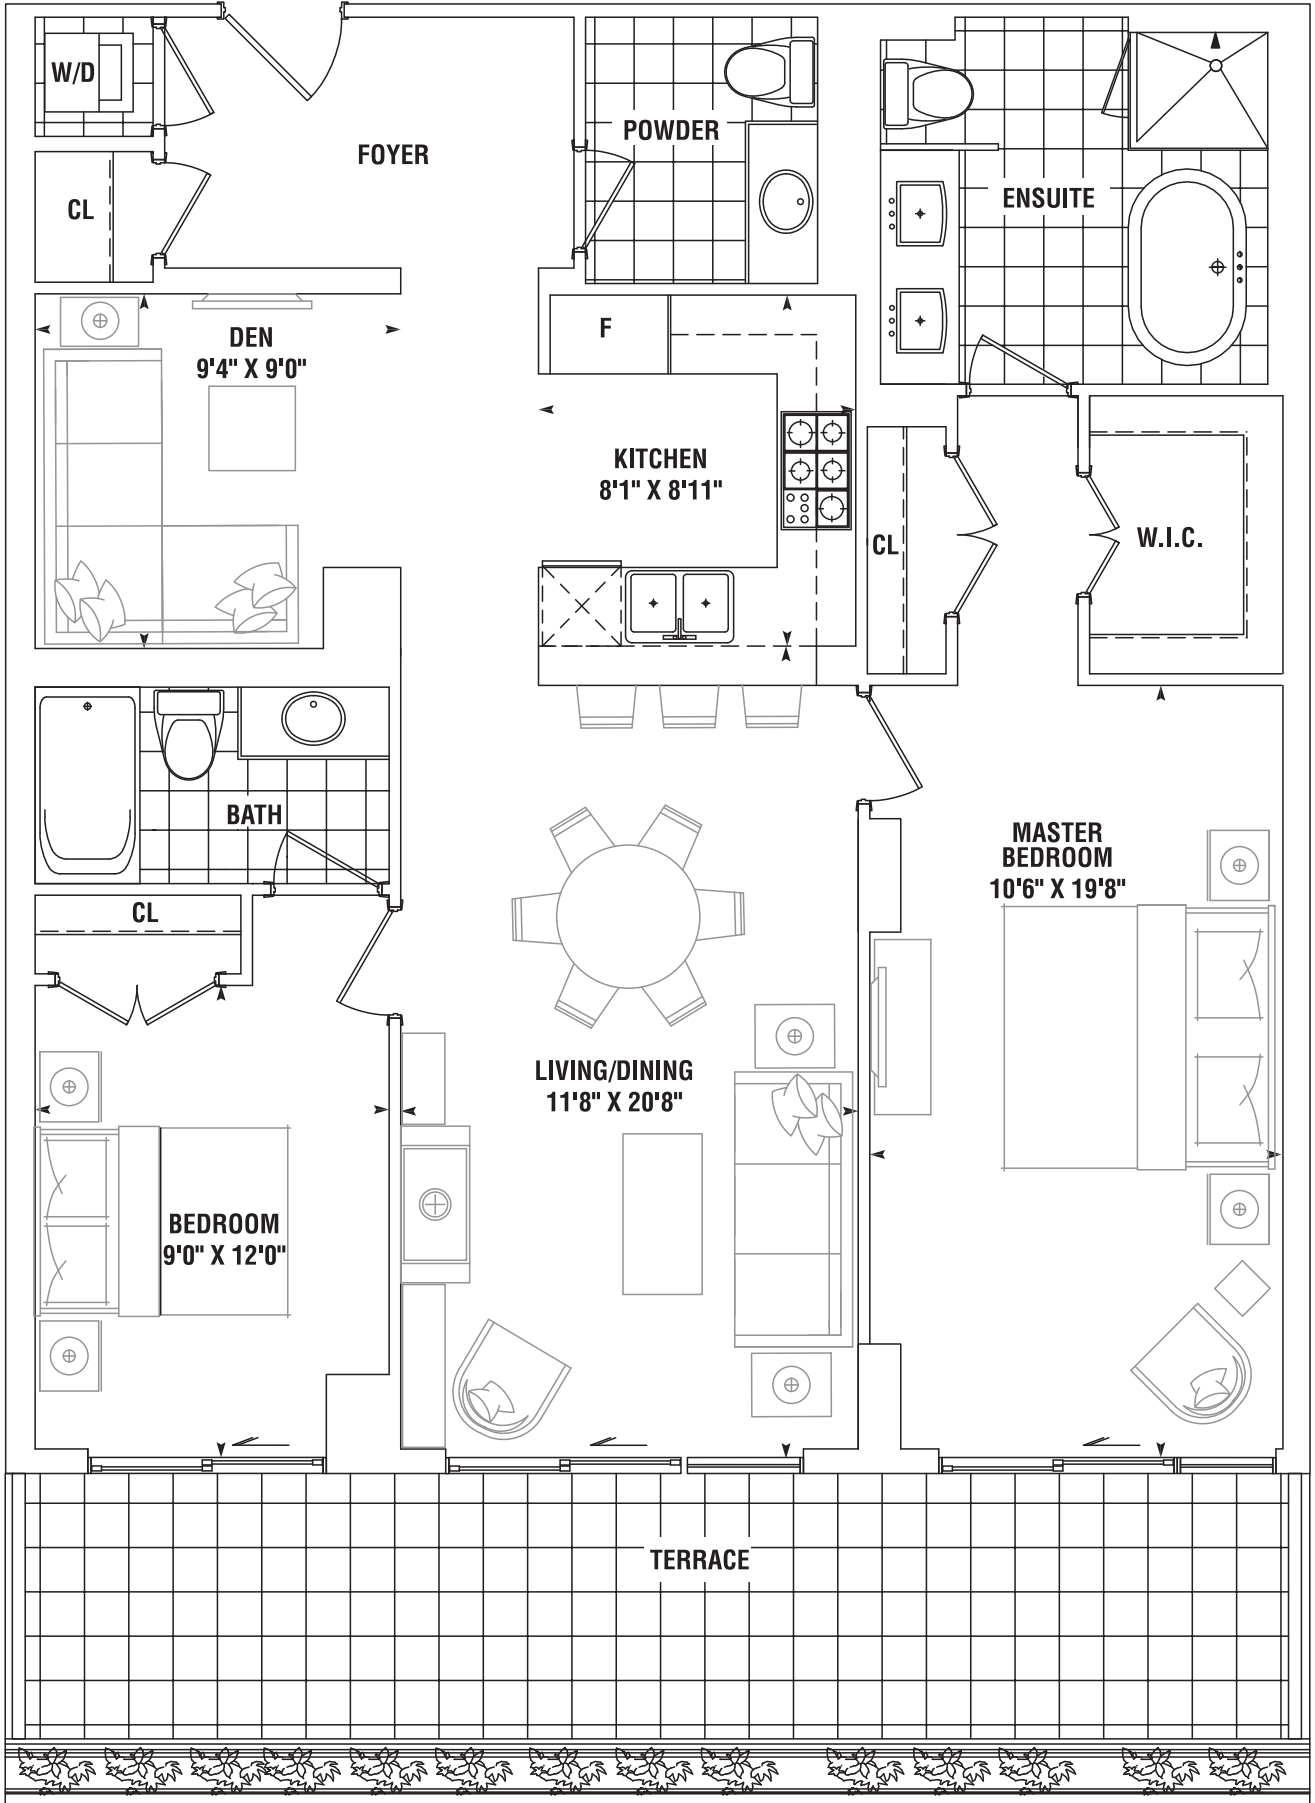 W/D
FOYER
POWDER
CL
ENSUITE
DEN
9'4" X 9'0"
F
KITCHEN
8'1" X 8'11"
CL
W.I.C.
BATH
CL
MASTER
BEDROOM
10'6" X 19'8"
LIVING/DINING
11'8" X 20'8"
BEDROOM
9'0" X 12'0"
TERRACE